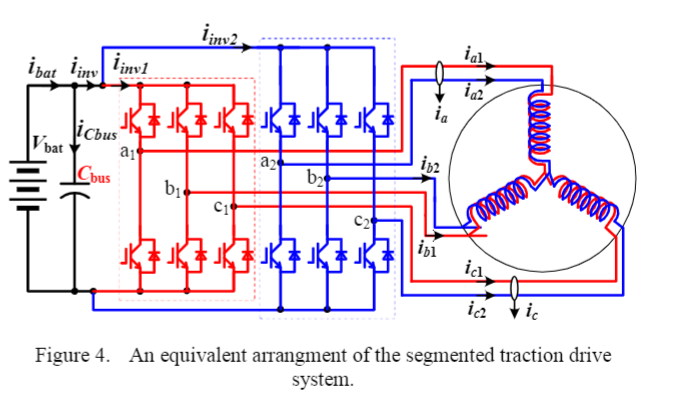 i_inv2
i_bat i_inv i_inv1
i_a1
i_a2
i_a
i_Cbus
V_bat
C_bus
a1
a2
b1
b2
c1
c2
i_b2
i_b1
i_c1
i_c2
i_c
Figure 4. An equivalent arrangment of the segmented traction drive
system.